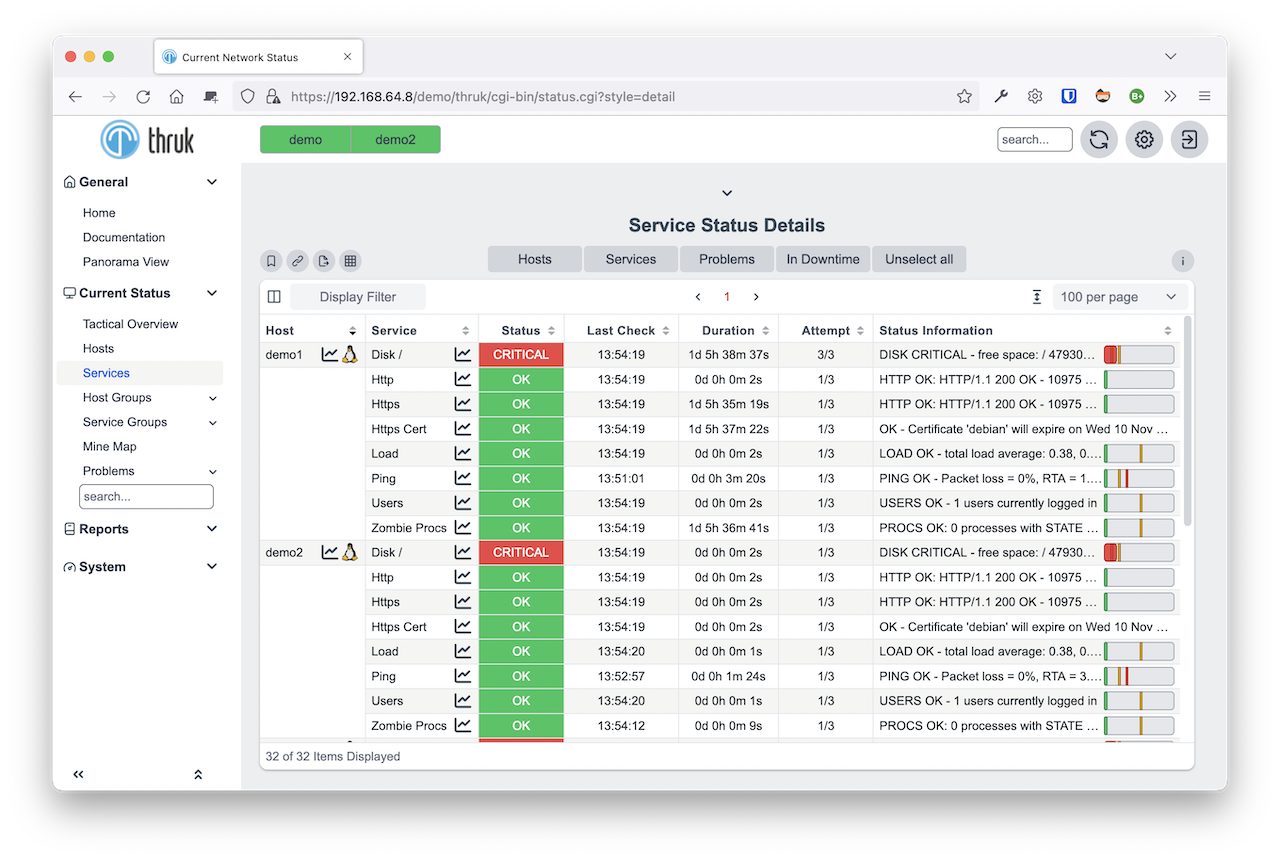 Current Network Status
https://192.168.64.8/demo/thruk/cgi-bin/status.cgi?style=detail
thruk
demo demo2
search...
General
Home
Documentation
Panorama View
Current Status
Tactical Overview
Hosts
Services
Host Groups
Service Groups
Mine Map
Problems
search...
Reports
System
Service Status Details
Hosts Services Problems In Downtime Unselect all
i
Display Filter
1
100 per page
Host Service Status Last Check Duration Attempt Status Information
demo1 Disk / CRITICAL 13:54:19 1d 5h 38m 37s 3/3 DISK CRITICAL - free space: / 47930...
Http OK 13:54:19 0d 0h 0m 2s 1/3 HTTP OK: HTTP/1.1 200 OK - 10975 ...
Https OK 13:54:19 1d 5h 35m 19s 1/3 HTTP OK: HTTP/1.1 200 OK - 10975 ...
Https Cert OK 13:54:19 1d 5h 37m 22s 1/3 OK - Certificate 'debian' will expire on Wed 10 Nov ...
Load OK 13:54:19 0d 0h 0m 2s 1/3 LOAD OK - total load average: 0.38, 0....
Ping OK 13:51:01 0d 0h 3m 20s 1/3 PING OK - Packet loss = 0%, RTA = 1....
Users OK 13:54:19 0d 0h 0m 2s 1/3 USERS OK - 1 users currently logged in
Zombie Procs OK 13:54:19 1d 5h 36m 41s 1/3 PROCS OK: 0 processes with STATE ...
demo2 Disk / CRITICAL 13:54:19 0d 0h 0m 2s 1/3 DISK CRITICAL - free space: / 47930...
Http OK 13:54:19 0d 0h 0m 2s 1/3 HTTP OK: HTTP/1.1 200 OK - 10975 ...
Https OK 13:54:19 0d 0h 0m 2s 1/3 HTTP OK: HTTP/1.1 200 OK - 10975 ...
Https Cert OK 13:54:19 0d 0h 0m 2s 1/3 OK - Certificate 'debian' will expire on Wed 10 Nov ...
Load OK 13:54:20 0d 0h 0m 1s 1/3 LOAD OK - total load average: 0.38, 0....
Ping OK 13:52:57 0d 0h 1m 24s 1/3 PING OK - Packet loss = 0%, RTA = 3....
Users OK 13:54:20 0d 0h 0m 1s 1/3 USERS OK - 1 users currently logged in
Zombie Procs OK 13:54:12 0d 0h 0m 9s 1/3 PROCS OK: 0 processes with STATE ...
32 of 32 Items Displayed